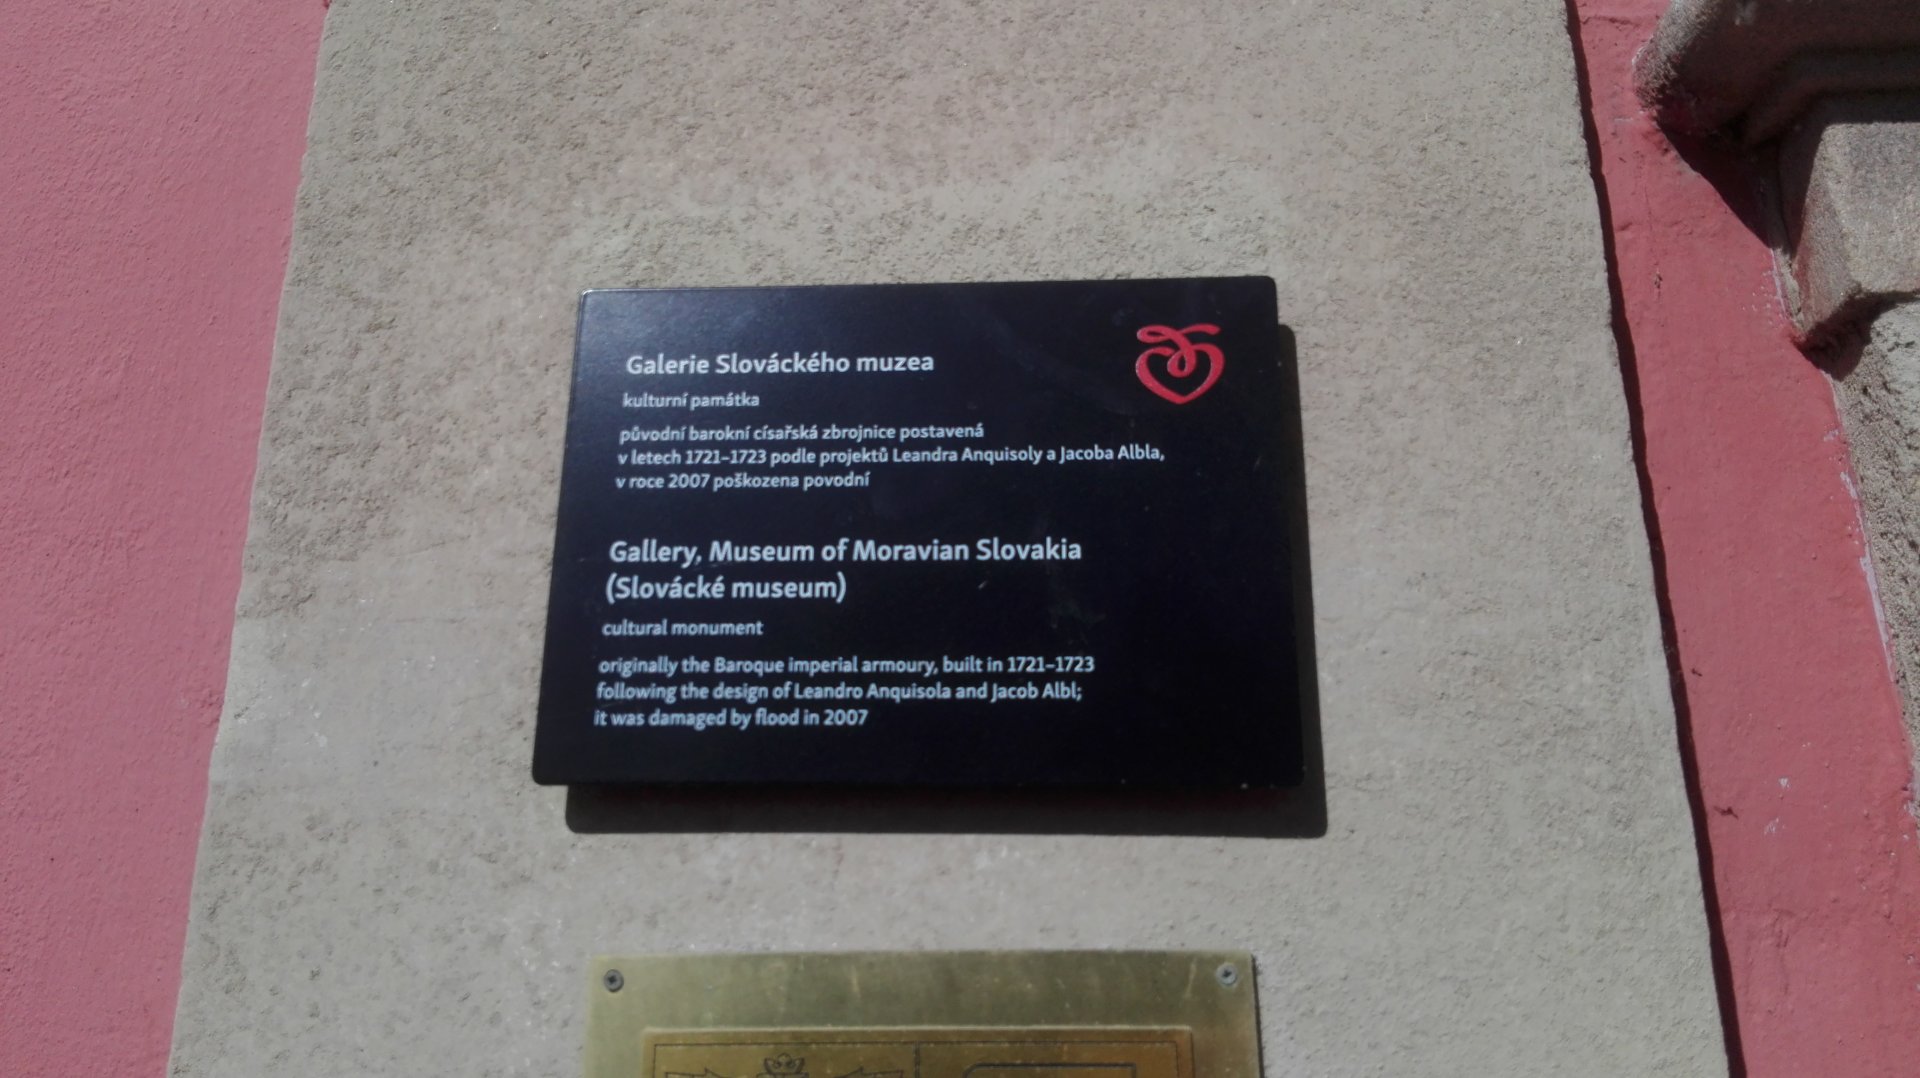 Galerie Slováckého muzea
kulturní památka
původní barokní císařská zbrojnice postavená
v letech 1721–1723 podle projektů Leandra Anquisoly a Jacoba Albla,
v roce 2007 poškozena povodní
Gallery, Museum of Moravian Slovakia
(Slovácké museum)
cultural monument
originally the Baroque imperial armoury, built in 1721–1723
following the design of Leandro Anquisola and Jacob Albl;
it was damaged by flood in 2007